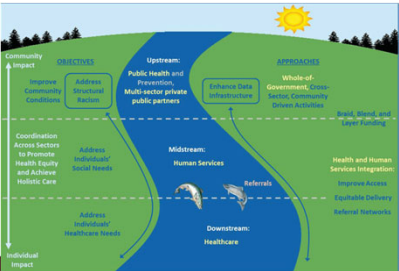 Community
Impact
OBJECTIVES
Improve
Community
Conditions
Address
Structural
Racism
Coordination
Across Sectors
to Promote
Health Equity
and Achieve
Holistic Care
Address
Individuals'
Social Needs
Address
Individuals'
Healthcare Needs
Individual
Impact
Upstream:
Public Health and
Prevention,
Multi-sector private
public partners
Midstream:
Human Services
Referrals
Downstream:
Healthcare
APPROACHES
Enhance Data
Infrastructure
Whole-of-
Government, Cross-
Sector, Community
Driven Activities
Braid, Blend, and
Layer Funding
Health and Human
Services Integration:
Improve Access
Equitable Delivery
Referral Networks